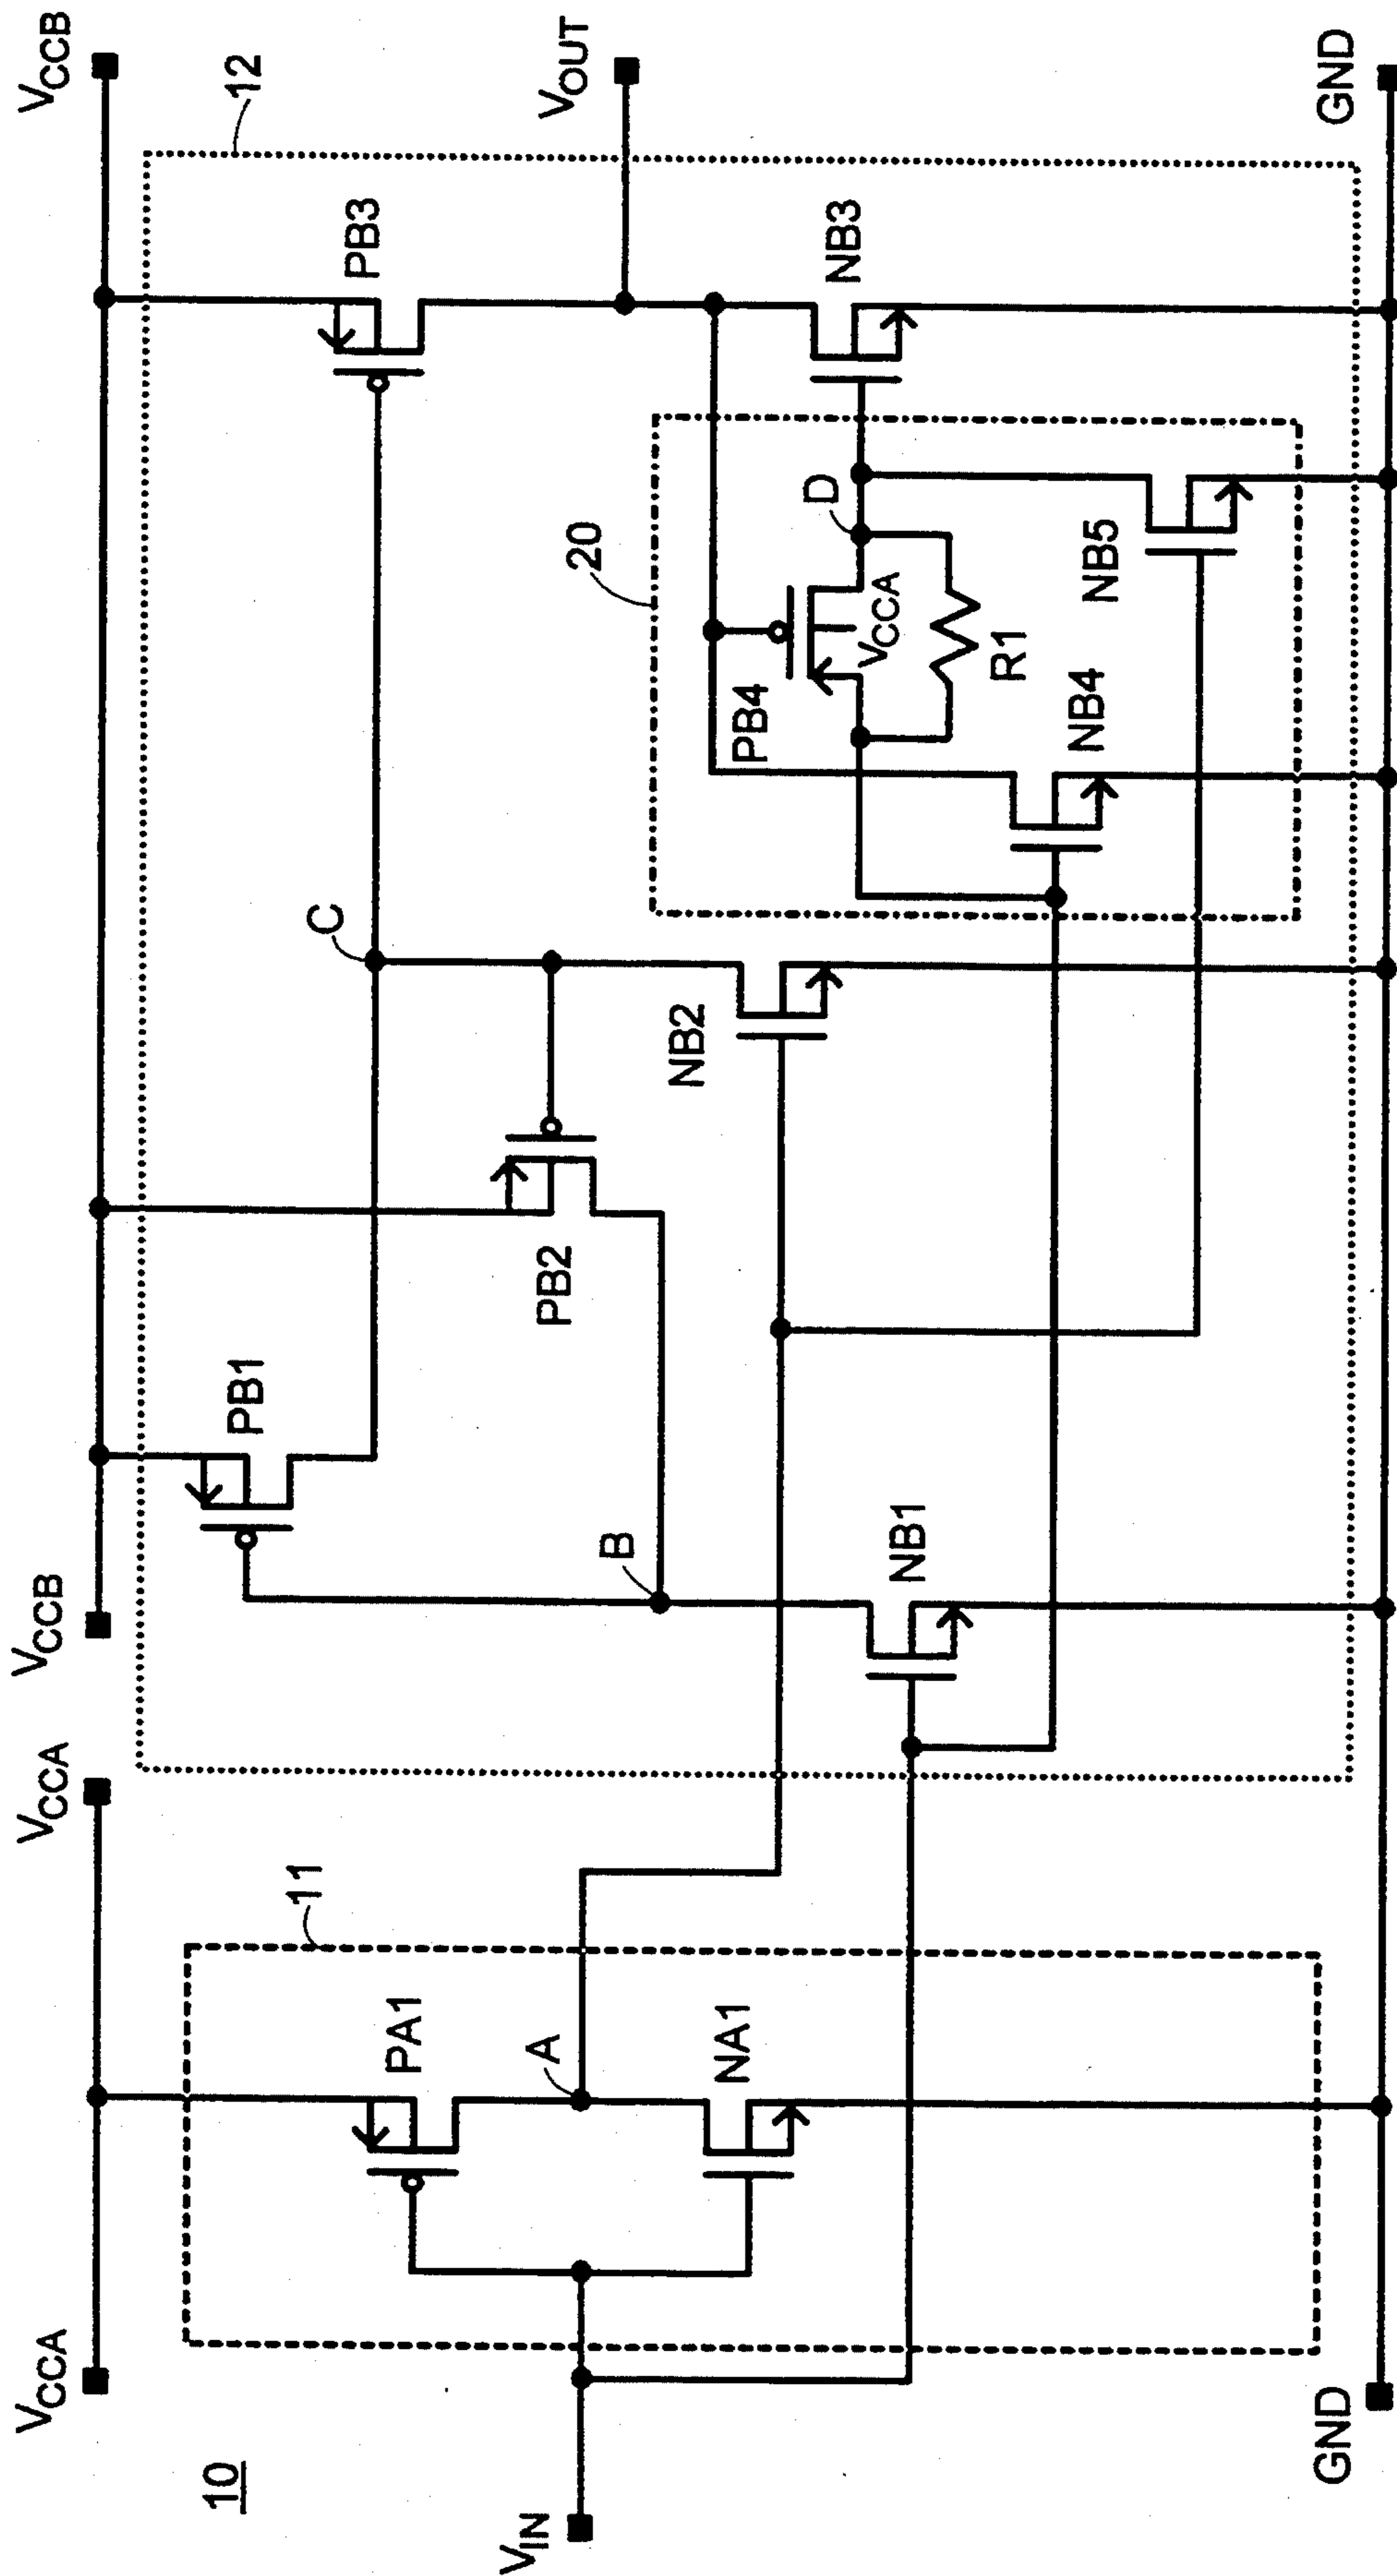 10
VCCA
VCCA
VCCB
VCCB
11
12
PA1
PB1
PB3
C
A
B
PB2
VIN
VOUT
NA1
NB2
20
PB4
D
VCCA
NB3
NB1
R1
NB4
NB5
GND
GND